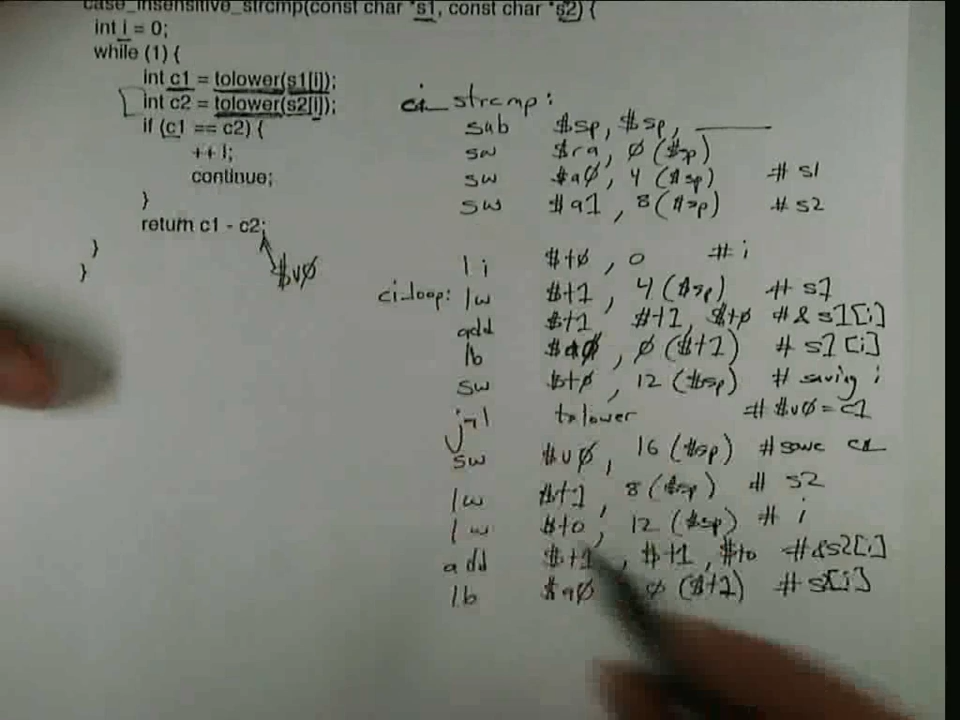 case_insensitive_strcmp(const char *s1, const char *s2) {
int i = 0;
while (1) {
int c1 = tolower(s1[i]);
int c2 = tolower(s2[i]);
if (c1 == c2) {
++ i;
continue;
}
return c1 - c2;
}
}
$v0
ci_strcmp:
sub $sp, $sp, ____
sw $ra, 0($sp)
sw $a0, 4($sp) # s1
sw $a1, 8($sp) # s2
li $t0, 0 # i
ci_loop: lw $t1, 4($sp) # s1
add $t1, $t1, $t0 # &s1[i]
lb $a0, 0($t1) # s1[i]
sw $t0, 12($sp) # saving i
jal tolower # $v0 = c1
sw $v0, 16($sp) # save c1
lw $t1, 8($sp) # s2
lw $t0, 12($sp) # i
add $t1, $t1, $t0 # &s2[i]
lb $a0, 0($t1) # s[i]